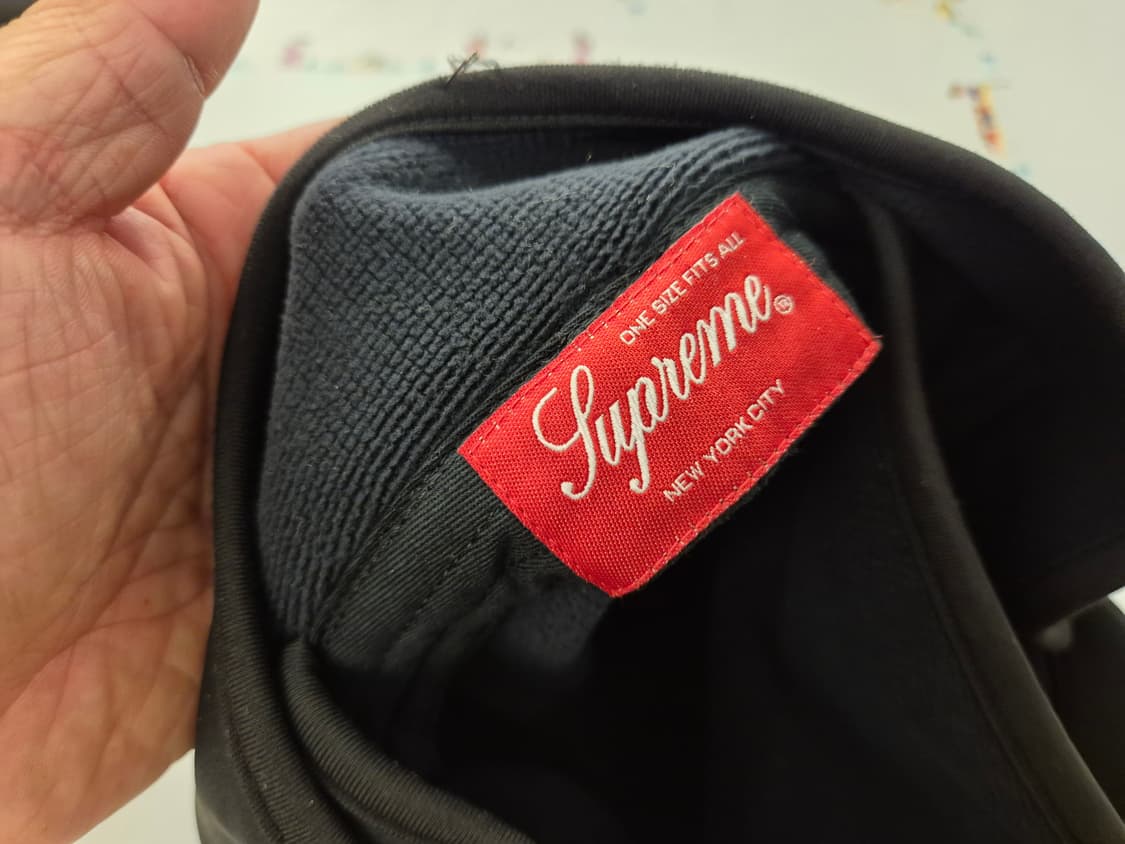 ONE SIZE FITS ALL
Supreme®
NEW YORK CITY